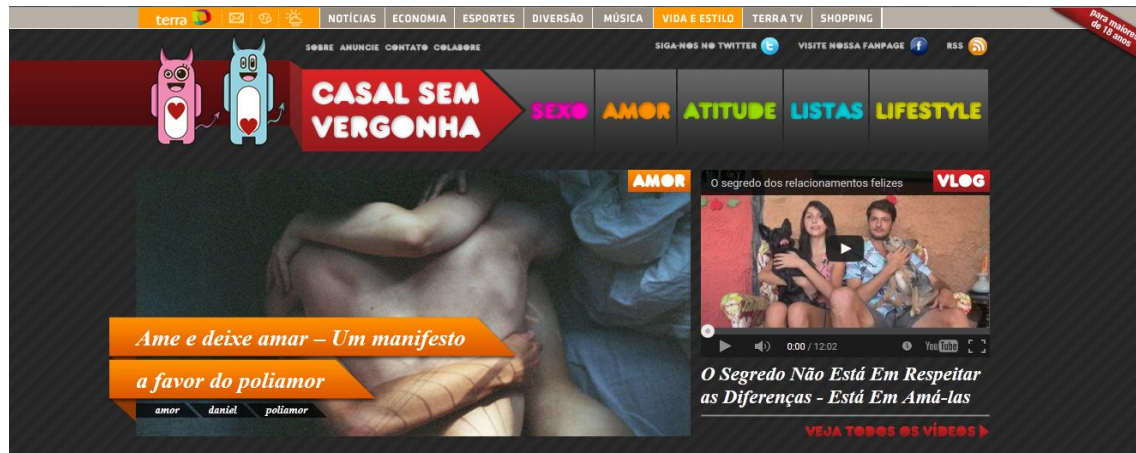 terra
NOTÍCIAS ECONOMIA ESPORTES DIVERSÃO MÚSICA VIDA E ESTILO TERRA TV SHOPPING
Para maiores
de 18 anos
SOBRE ANUNCIE CONTATO COLABORE
SIGA-NOS NO TWITTER VISITE NOSSA FANPAGE RSS
CASAL SEM
VERGONHA
SEXO AMOR ATITUDE LISTAS LIFESTYLE
AMOR
Ame e deixe amar – Um manifesto
a favor do poliamor
amor daniel poliamor
O segredo dos relacionamentos felizes
VLOG
0:00 / 12:02 YouTube
O Segredo Não Está Em Respeitar
as Diferenças - Está Em Amá-las
VEJA TODOS OS VÍDEOS